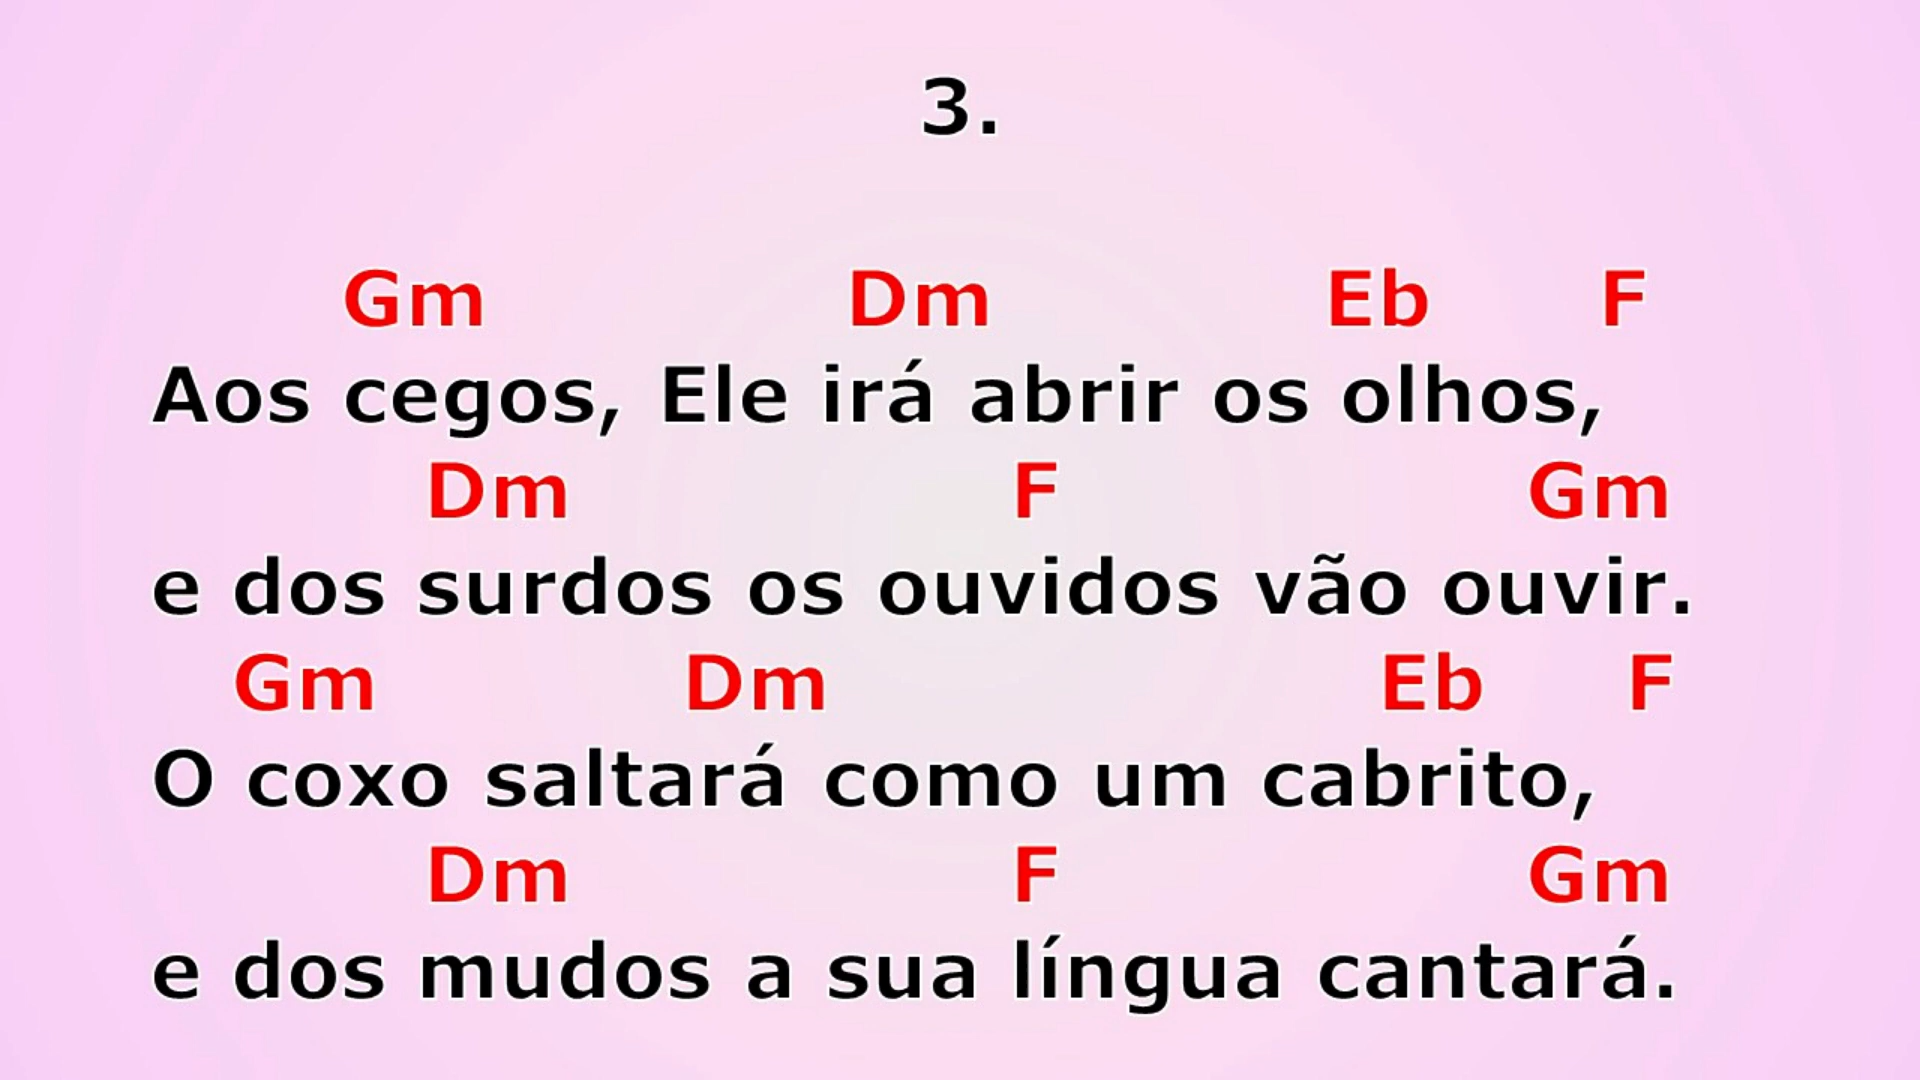 3.
Gm Dm Eb F
Aos cegos, Ele irá abrir os olhos,
Dm F Gm
e dos surdos os ouvidos vão ouvir.
Gm Dm Eb F
O coxo saltará como um cabrito,
Dm F Gm
e dos mudos a sua língua cantará.